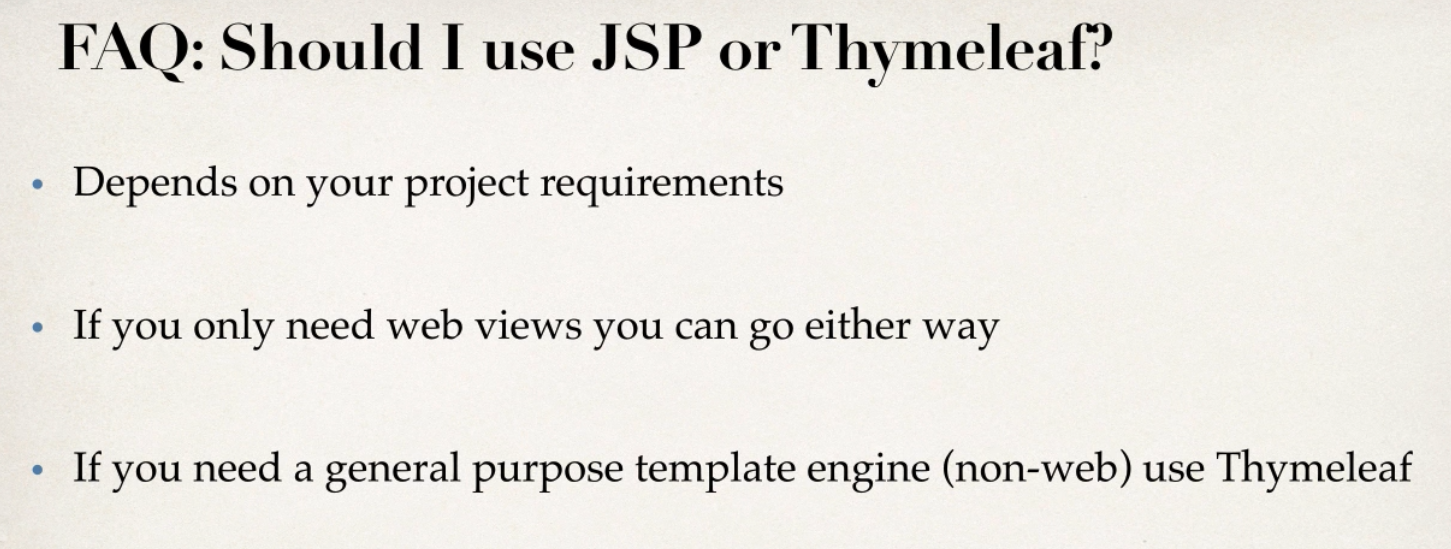 FAQ: Should I use JSP or Thymeleaf?
• Depends on your project requirements
• If you only need web views you can go either way
• If you need a general purpose template engine (non-web) use Thymeleaf